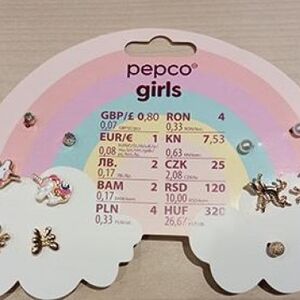 pepco
girls
GBP/£ 0,80 RON 4
0,07 0,33
EUR/€ 1 KN 7,53
0,08 0,63
ЛВ. 2 CZK 25
0,17 2,08
BAM 2 RSD 120
0,17 10,00
PLN 4 HUF 320
0,33 26,67